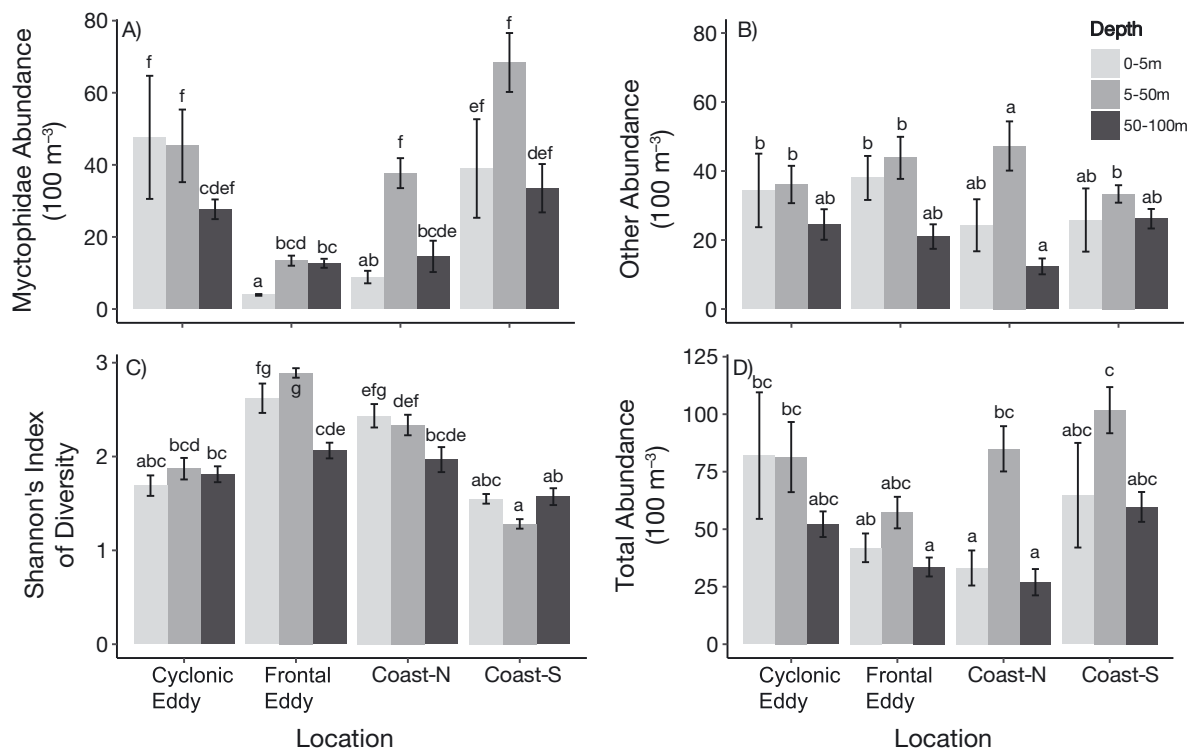 A)
Myctophidae Abundance
(100 m⁻³)
80
60
40
20
0
f
f
cdef
a
bcd
bc
ab
f
bcde
ef
f
def
B)
Other Abundance
(100 m⁻³)
80
60
40
20
0
b
b
ab
b
b
ab
ab
a
a
ab
b
ab
Depth
0-5m
5-50m
50-100m
C)
Shannon's Index
of Diversity
3
2
1
0
abc
bcd
bc
fg
g
cde
efg
def
bcde
abc
a
ab
Cyclonic
Eddy
Frontal
Eddy
Coast-N
Coast-S
Location
D)
Total Abundance
(100 m⁻³)
125
100
75
50
25
0
bc
bc
abc
ab
abc
a
a
bc
a
abc
c
abc
Cyclonic
Eddy
Frontal
Eddy
Coast-N
Coast-S
Location